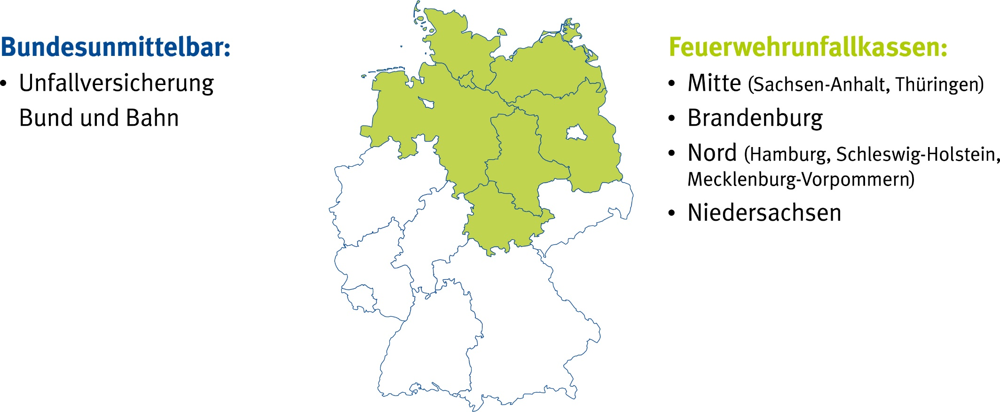 Bundesunmittelbar:
• Unfallversicherung
Bund und Bahn
Feuerwehrunfallkassen:
• Mitte (Sachsen-Anhalt, Thüringen)
• Brandenburg
• Nord (Hamburg, Schleswig-Holstein,
Mecklenburg-Vorpommern)
• Niedersachsen